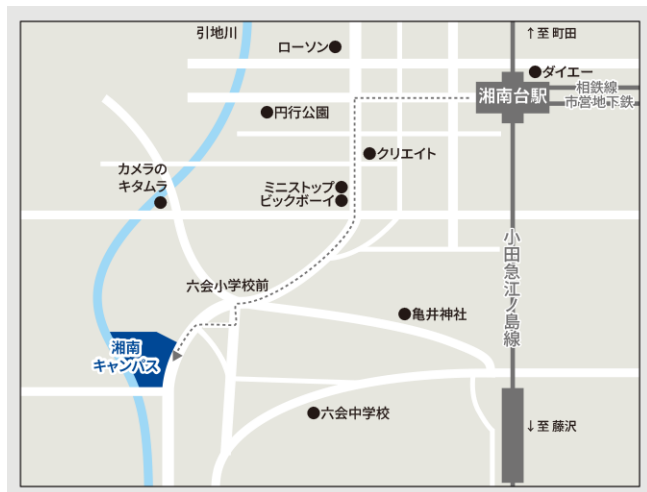 引地川
ローソン
↑至 町田
ダイエー
湘南台駅
相鉄線
市営地下鉄
円行公園
クリエイト
カメラの
キタムラ
ミニストップ
ビックボーイ
小田急江ノ島線
六会小学校前
亀井神社
湘南
キャンパス
六会中学校
↓至 藤沢